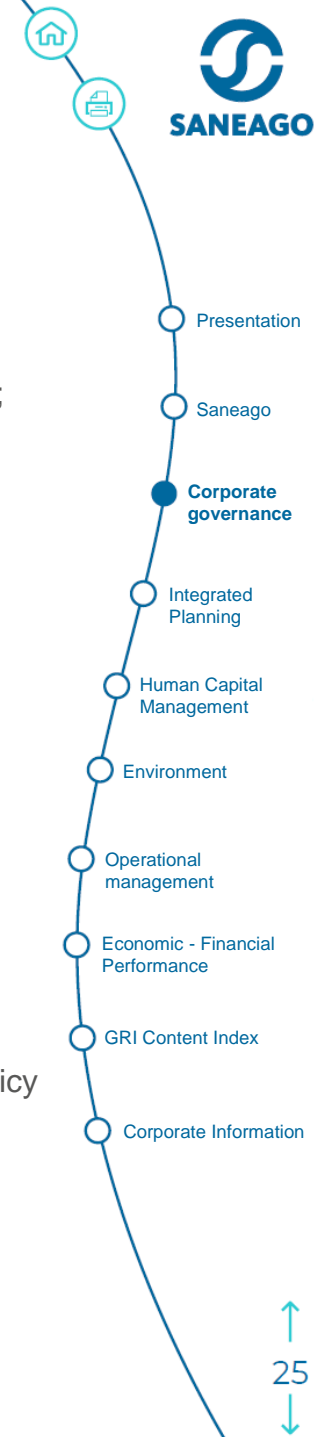 SANEAGO
Presentation
;
Saneago
Corporate
governance
Integrated
Planning
Human Capital
Management
Environment
Operational
management
Economic - Financial
Performance
GRI Content Index
icy
Corporate Information
25